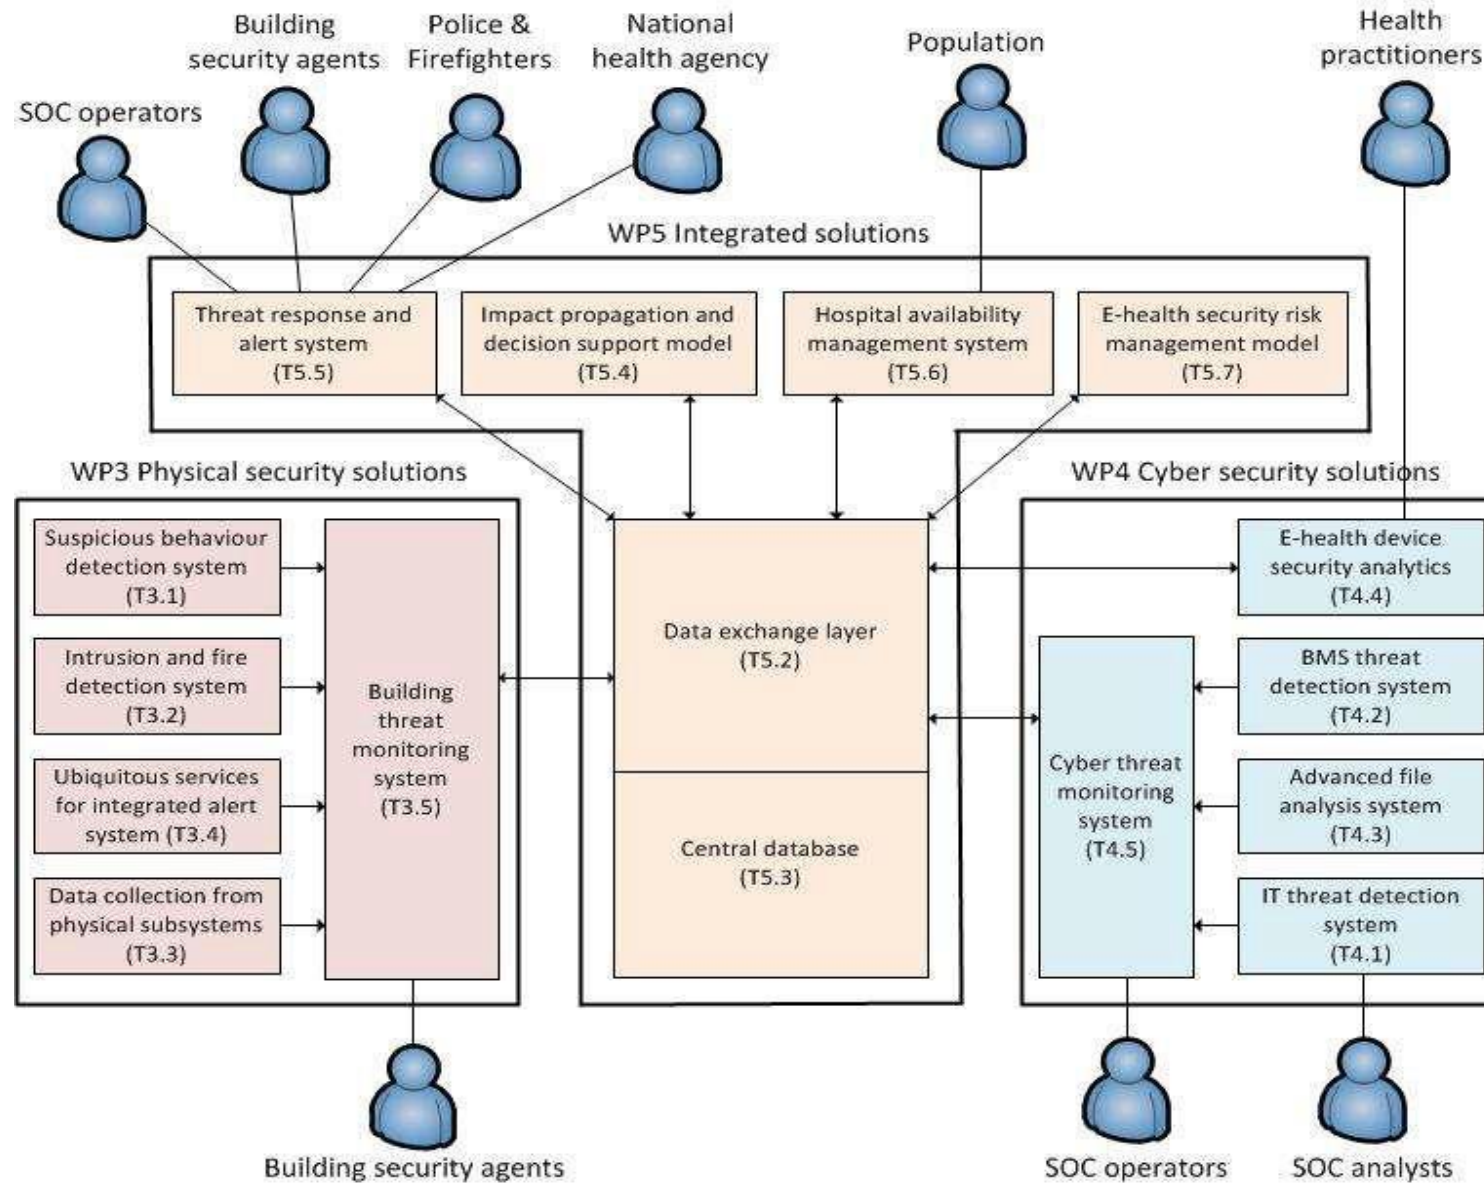 Building
security agents
Police &
Firefighters
National
health agency
Population
Health
practitioners
SOC operators
WP5 Integrated solutions
Threat response and
alert system
(T5.5)
Impact propagation and
decision support model
(T5.4)
Hospital availability
management system
(T5.6)
E-health security risk
management model
(T5.7)
WP3 Physical security solutions
Suspicious behaviour
detection system
(T3.1)
Intrusion and fire
detection system
(T3.2)
Ubiquitous services
for integrated alert
system (T3.4)
Data collection from
physical subsystems
(T3.3)
Building
threat
monitoring
system
(T3.5)
Data exchange layer
(T5.2)
Central database
(T5.3)
WP4 Cyber security solutions
E-health device
security analytics
(T4.4)
BMS threat
detection system
(T4.2)
Cyber threat
monitoring
system
(T4.5)
Advanced file
analysis system
(T4.3)
IT threat detection
system
(T4.1)
Building security agents
SOC operators
SOC analysts